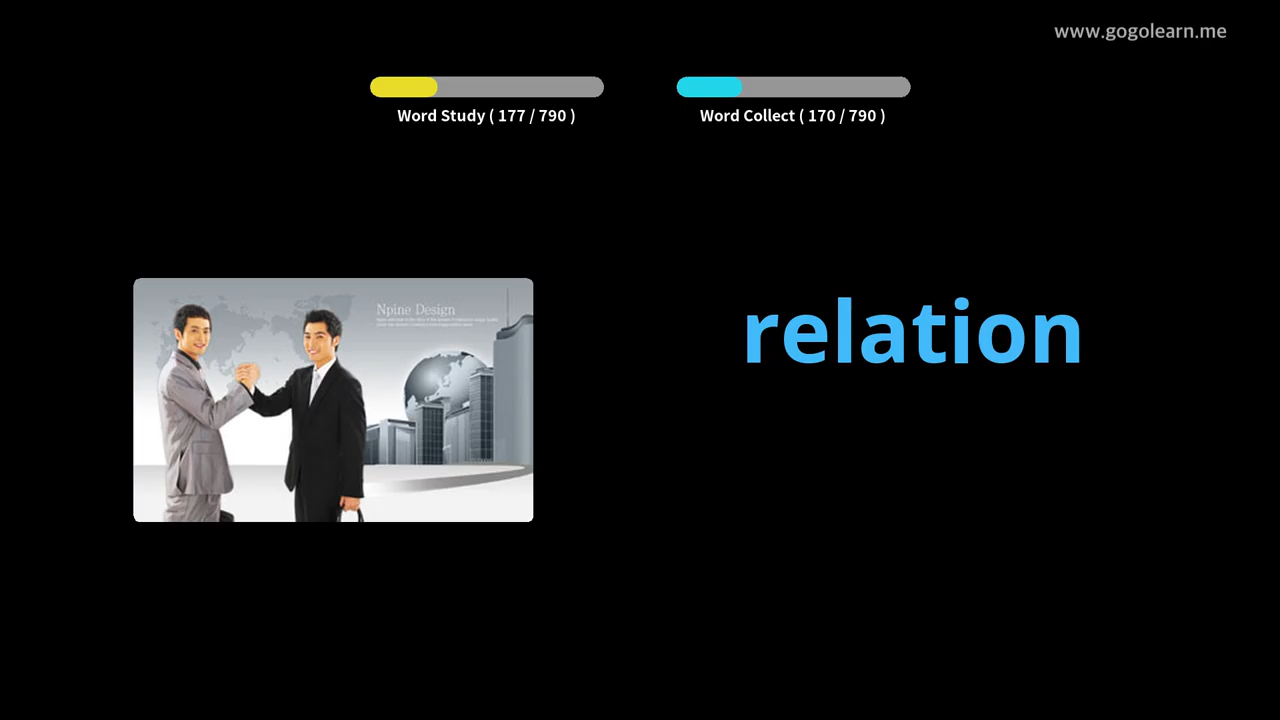 www.gogolearn.me
Word Study ( 177 / 790 )
Word Collect ( 170 / 790 )
Npine Design
relation